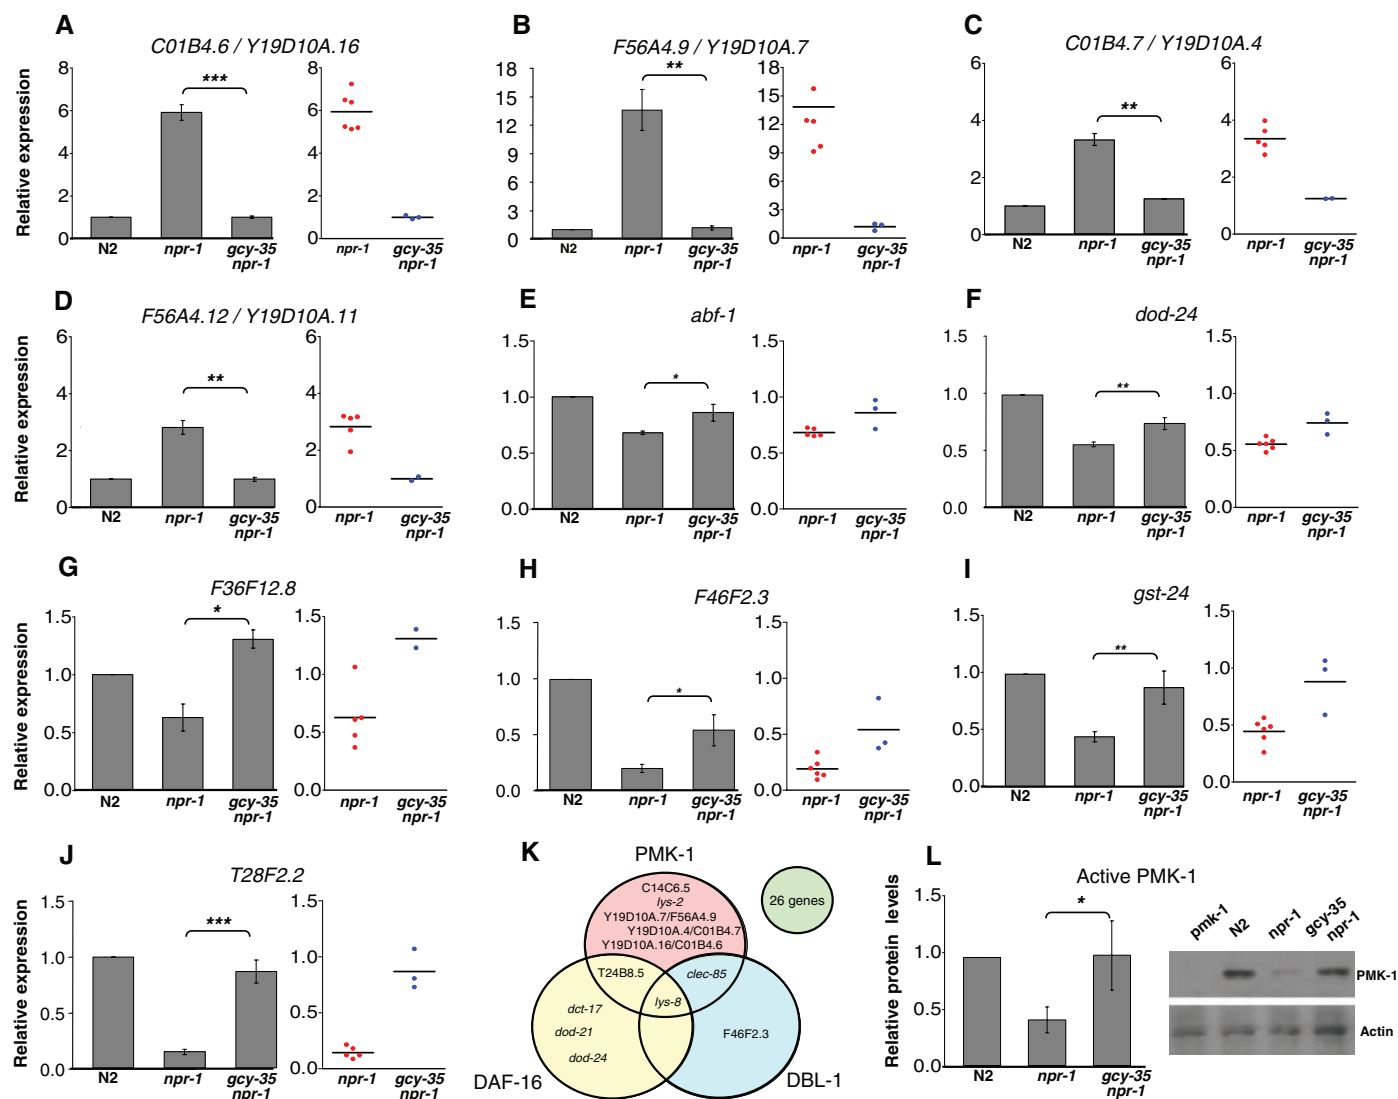 A
C01B4.6 / Y19D10A.16
Relative expression
8
6
4
2
0
***
N2
npr-1
gcy-35
npr-1
8
6
4
2
0
npr-1
gcy-35
npr-1
B
F56A4.9 / Y19D10A.7
18
15
12
9
6
3
0
**
N2
npr-1
gcy-35
npr-1
18
15
12
9
6
3
0
npr-1
gcy-35
npr-1
C
C01B4.7 / Y19D10A.4
6
4
2
0
**
N2
npr-1
gcy-35
npr-1
6
4
2
0
npr-1
gcy-35
npr-1
D
F56A4.12 / Y19D10A.11
Relative expression
6
4
2
0
**
N2
npr-1
gcy-35
npr-1
6
4
2
0
npr-1
gcy-35
npr-1
E
abf-1
1.5
1.0
0.5
0.0
*
N2
npr-1
gcy-35
npr-1
1.5
1.0
0.5
0.0
npr-1
gcy-35
npr-1
F
dod-24
1.5
1.0
0.5
0.0
**
N2
npr-1
gcy-35
npr-1
1.5
1.0
0.5
0.0
npr-1
gcy-35
npr-1
G
F36F12.8
Relative expression
1.5
1.0
0.5
0.0
*
N2
npr-1
gcy-35
npr-1
1.5
1.0
0.5
0.0
npr-1
gcy-35
npr-1
H
F46F2.3
1.5
1.0
0.5
0.0
*
N2
npr-1
gcy-35
npr-1
1.5
1.0
0.5
0.0
npr-1
gcy-35
npr-1
I
gst-24
1.5
1.0
0.5
0.0
**
N2
npr-1
gcy-35
npr-1
1.5
1.0
0.5
0.0
npr-1
gcy-35
npr-1
J
T28F2.2
Relative expression
1.5
1.0
0.5
0.0
***
N2
npr-1
gcy-35
npr-1
1.5
1.0
0.5
0.0
npr-1
gcy-35
npr-1
K
PMK-1
C14C6.5
lys-2
Y19D10A.7/F56A4.9
Y19D10A.4/C01B4.7
Y19D10A.16/C01B4.6
26 genes
T24B8.5
clec-85
lys-8
dct-17
dod-21
dod-24
F46F2.3
DAF-16
DBL-1
L
Active PMK-1
Relative protein levels
1.5
1.0
0.5
0.0
*
N2
npr-1
gcy-35
npr-1
pmk-1
N2
npr-1
gcy-35
npr-1
PMK-1
Actin